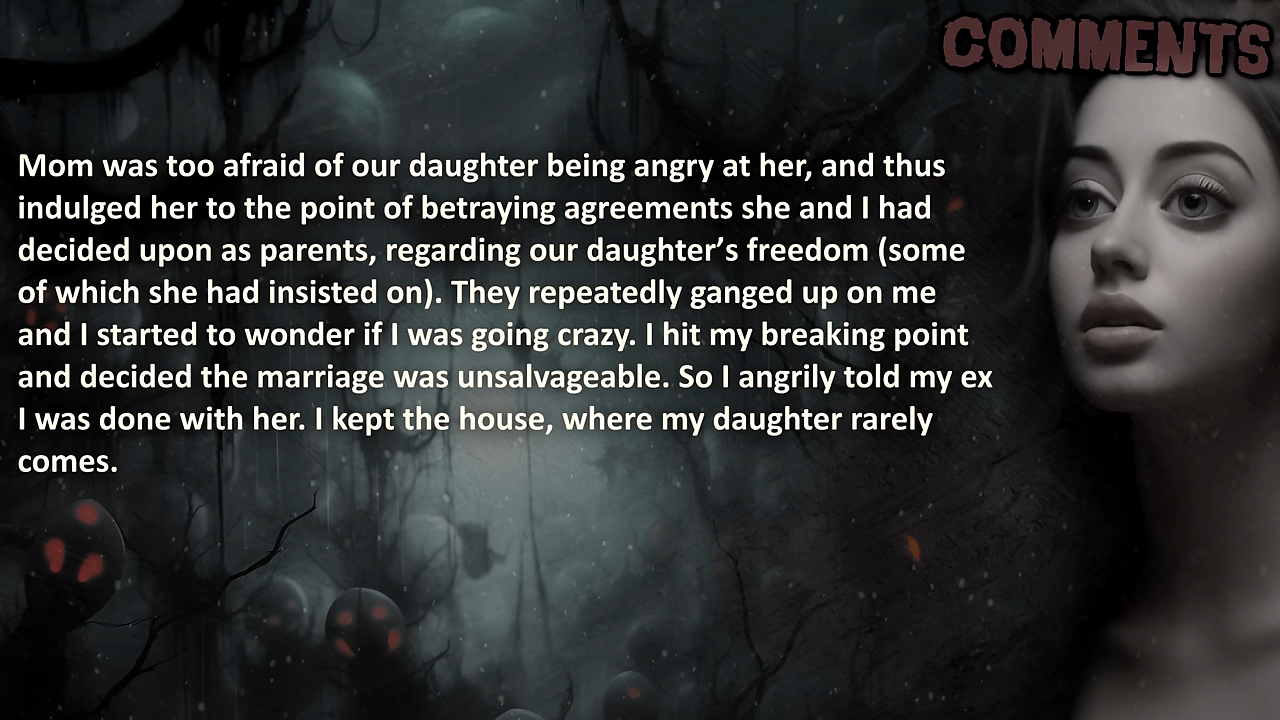 COMMENTS
Mom was too afraid of our daughter being angry at her, and thus
indulged her to the point of betraying agreements she and I had
decided upon as parents, regarding our daughter’s freedom (some
of which she had insisted on). They repeatedly ganged up on me
and I started to wonder if I was going crazy. I hit my breaking point
and decided the marriage was unsalvageable. So I angrily told my ex
I was done with her. I kept the house, where my daughter rarely
comes.